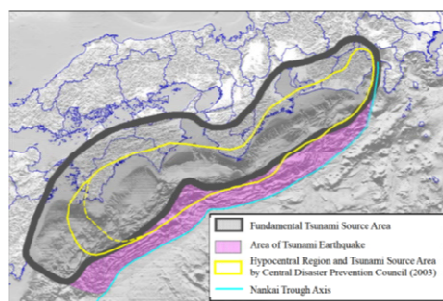 Fundamental Tsunami Source Area
Area of Tsunami Earthquake
Hypocentral Region and Tsunami Source Area
by Central Disaster Prevention Council (2003)
Nankai Trough Axis